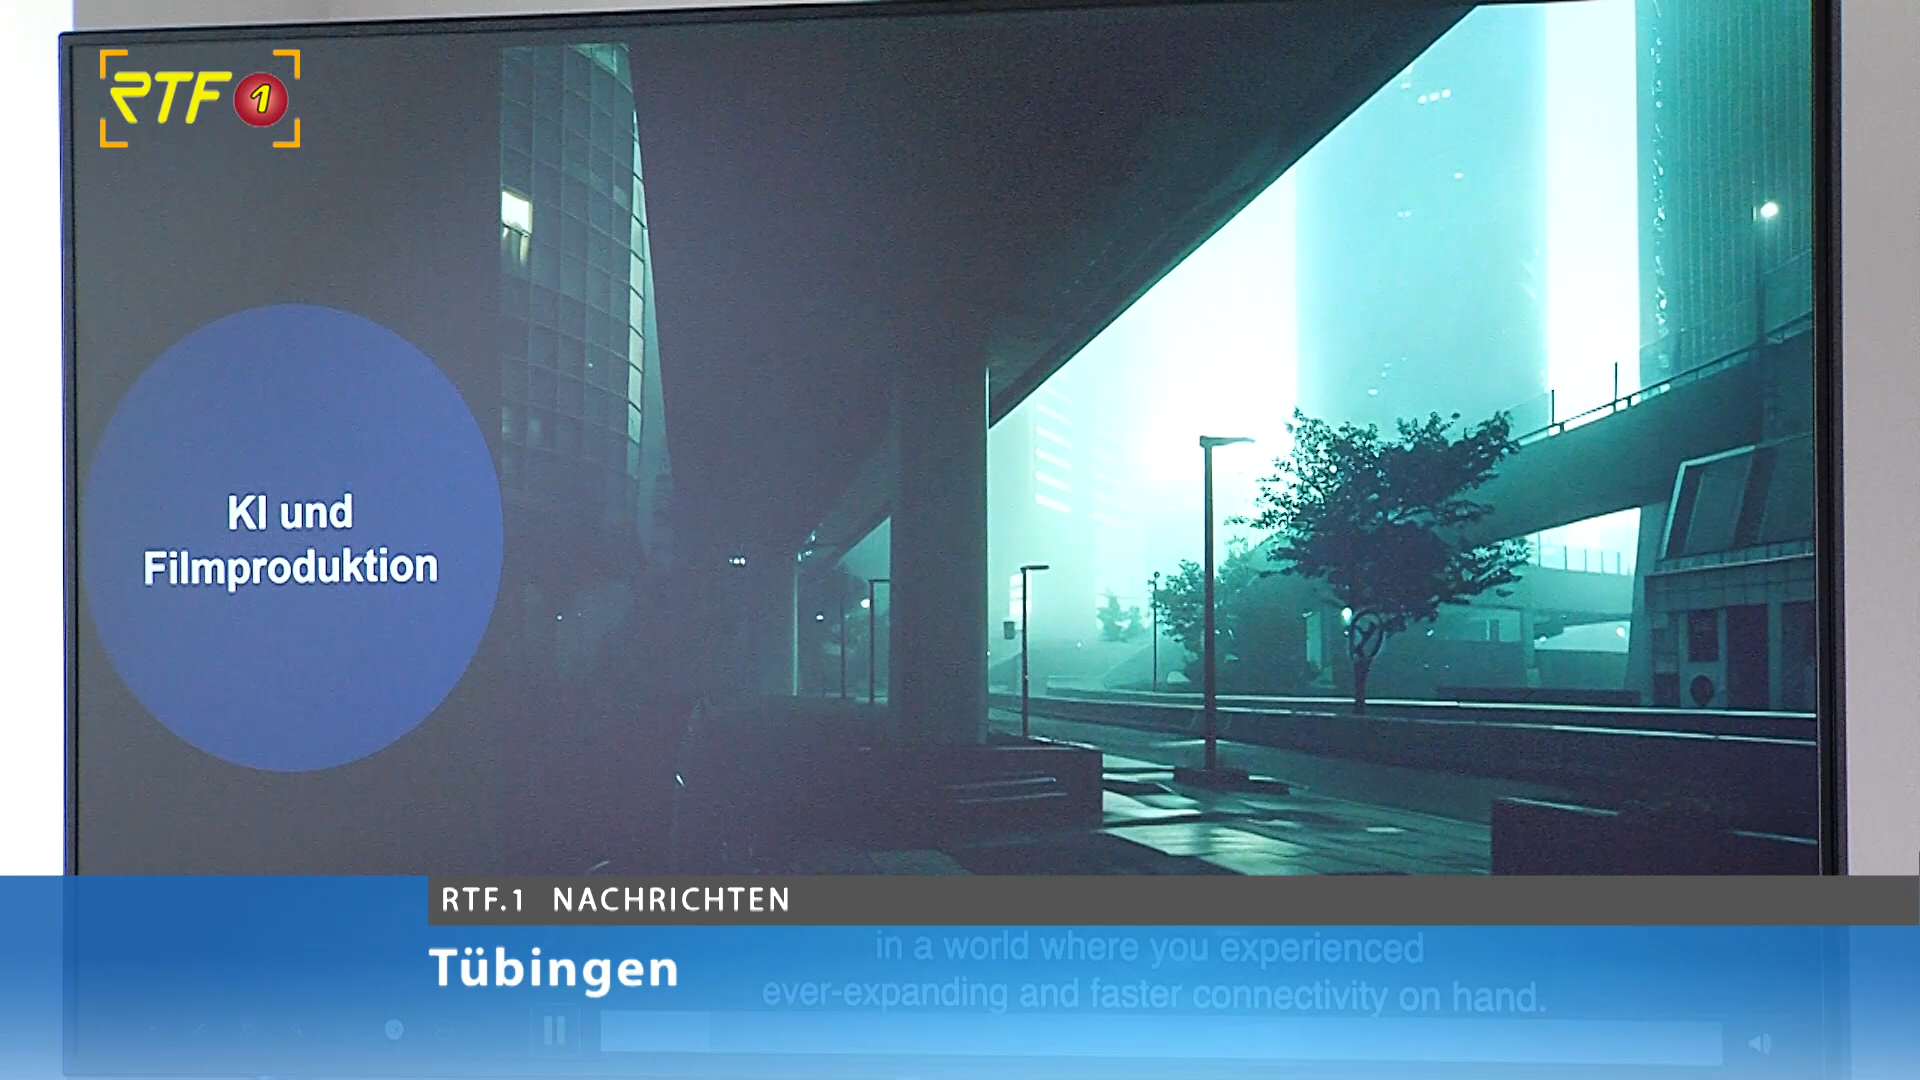 RTF 1
KI und
Filmproduktion
RTF.1 NACHRICHTEN
Tübingen
in a world where you experienced
ever-expanding and faster connectivity on hand.